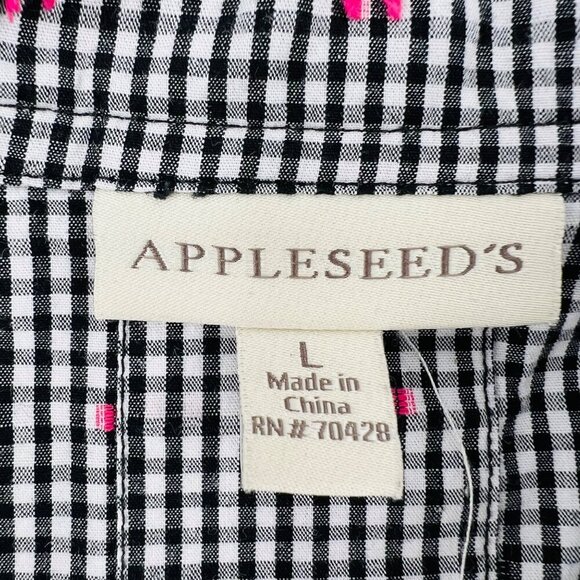 APPLESEED'S
L
Made in
China
RN# 70428